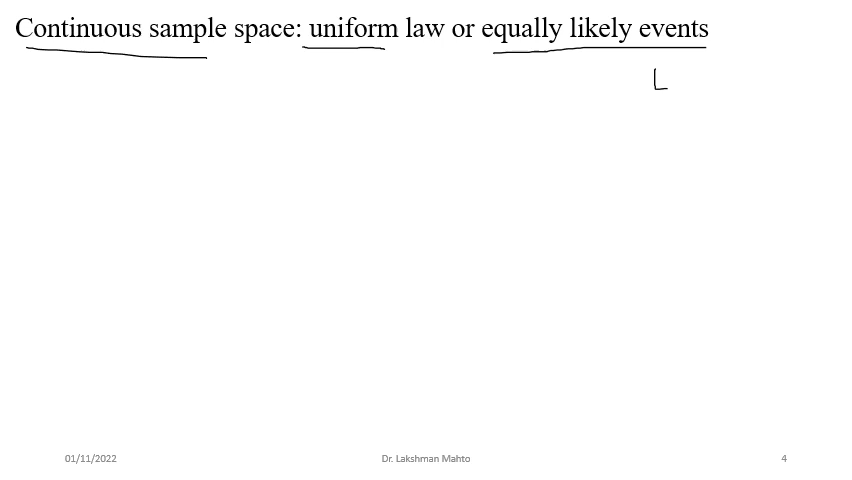 Continuous sample space: uniform law or equally likely events
L
01/11/2022
Dr. Lakshman Mahto
4